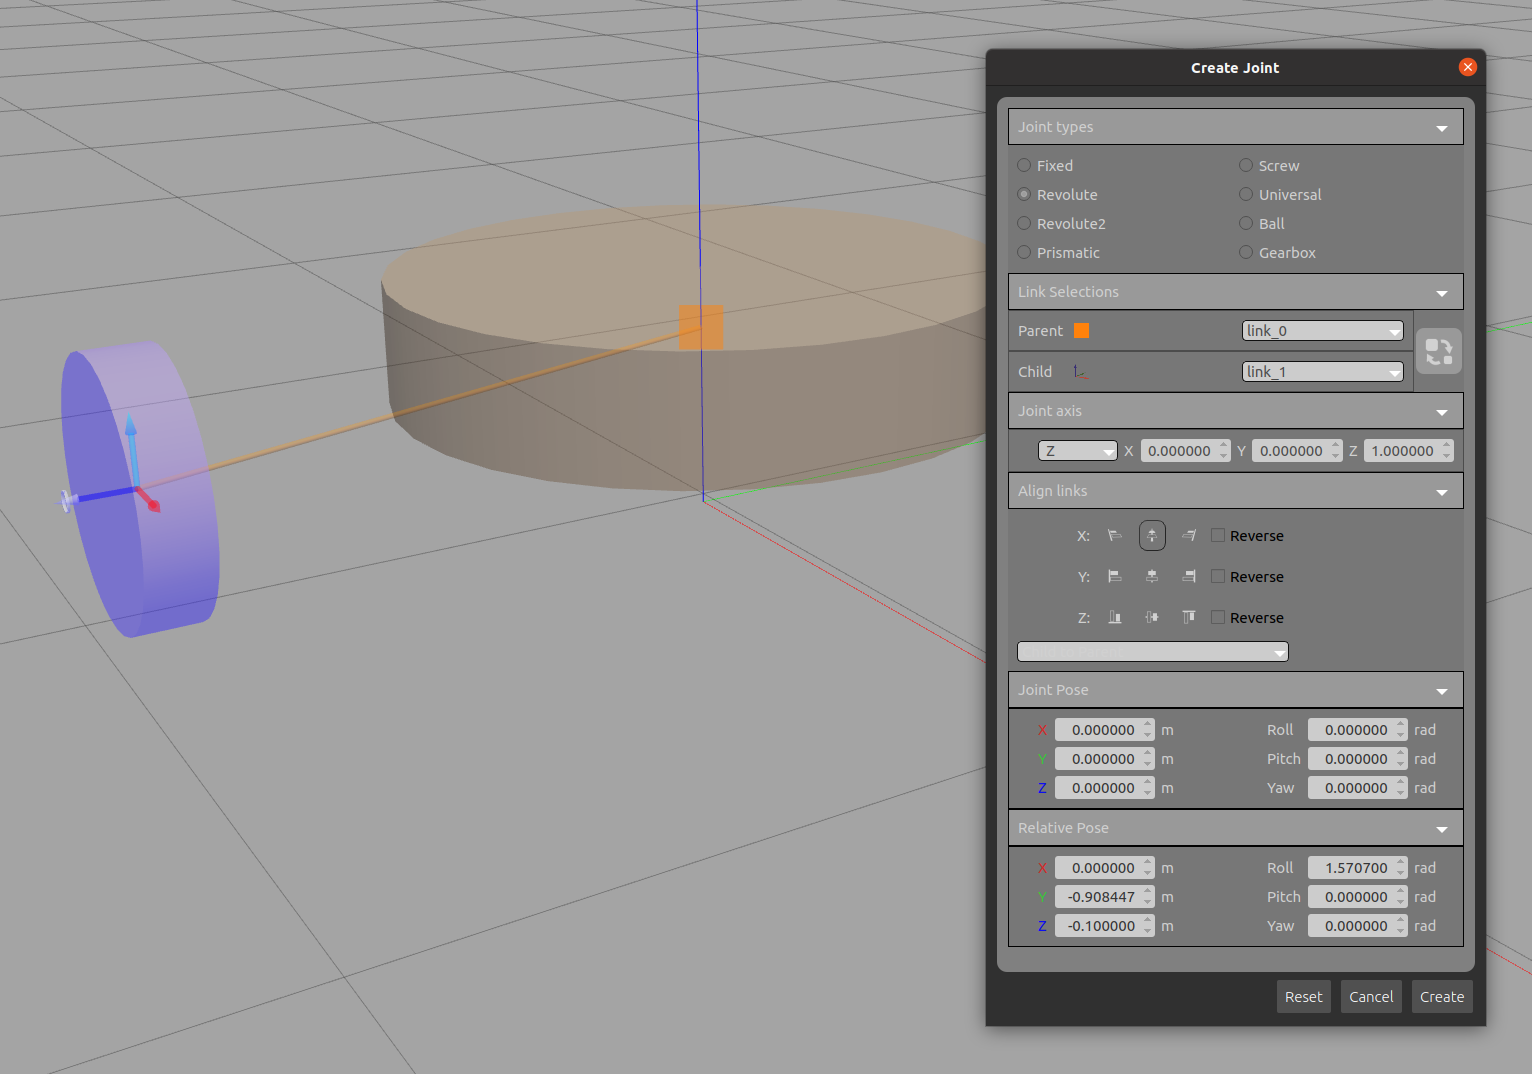 Create Joint
Joint types
Fixed Screw
Revolute Universal
Revolute2 Ball
Prismatic Gearbox
Link Selections
Parent link_0
Child link_1
Joint axis
Z X 0.000000 Y 0.000000 Z 1.000000
Align links
X: Reverse
Y: Reverse
Z: Reverse
Joint Pose
X 0.000000 m Roll 0.000000 rad
Y 0.000000 m Pitch 0.000000 rad
Z 0.000000 m Yaw 0.000000 rad
Relative Pose
X 0.000000 m Roll 1.570700 rad
Y -0.908447 m Pitch 0.000000 rad
Z -0.100000 m Yaw 0.000000 rad
Reset Cancel Create